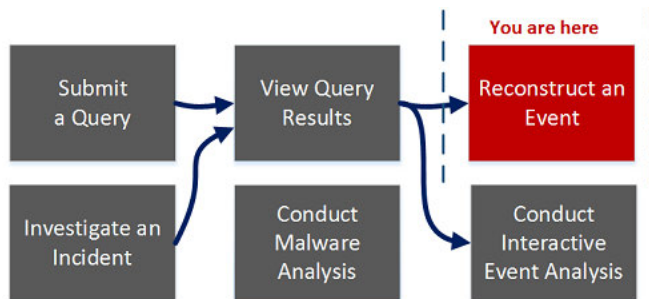 You are here
Submit
a Query
View Query
Results
Reconstruct an
Event
Investigate an
Incident
Conduct
Malware
Analysis
Conduct
Interactive
Event Analysis